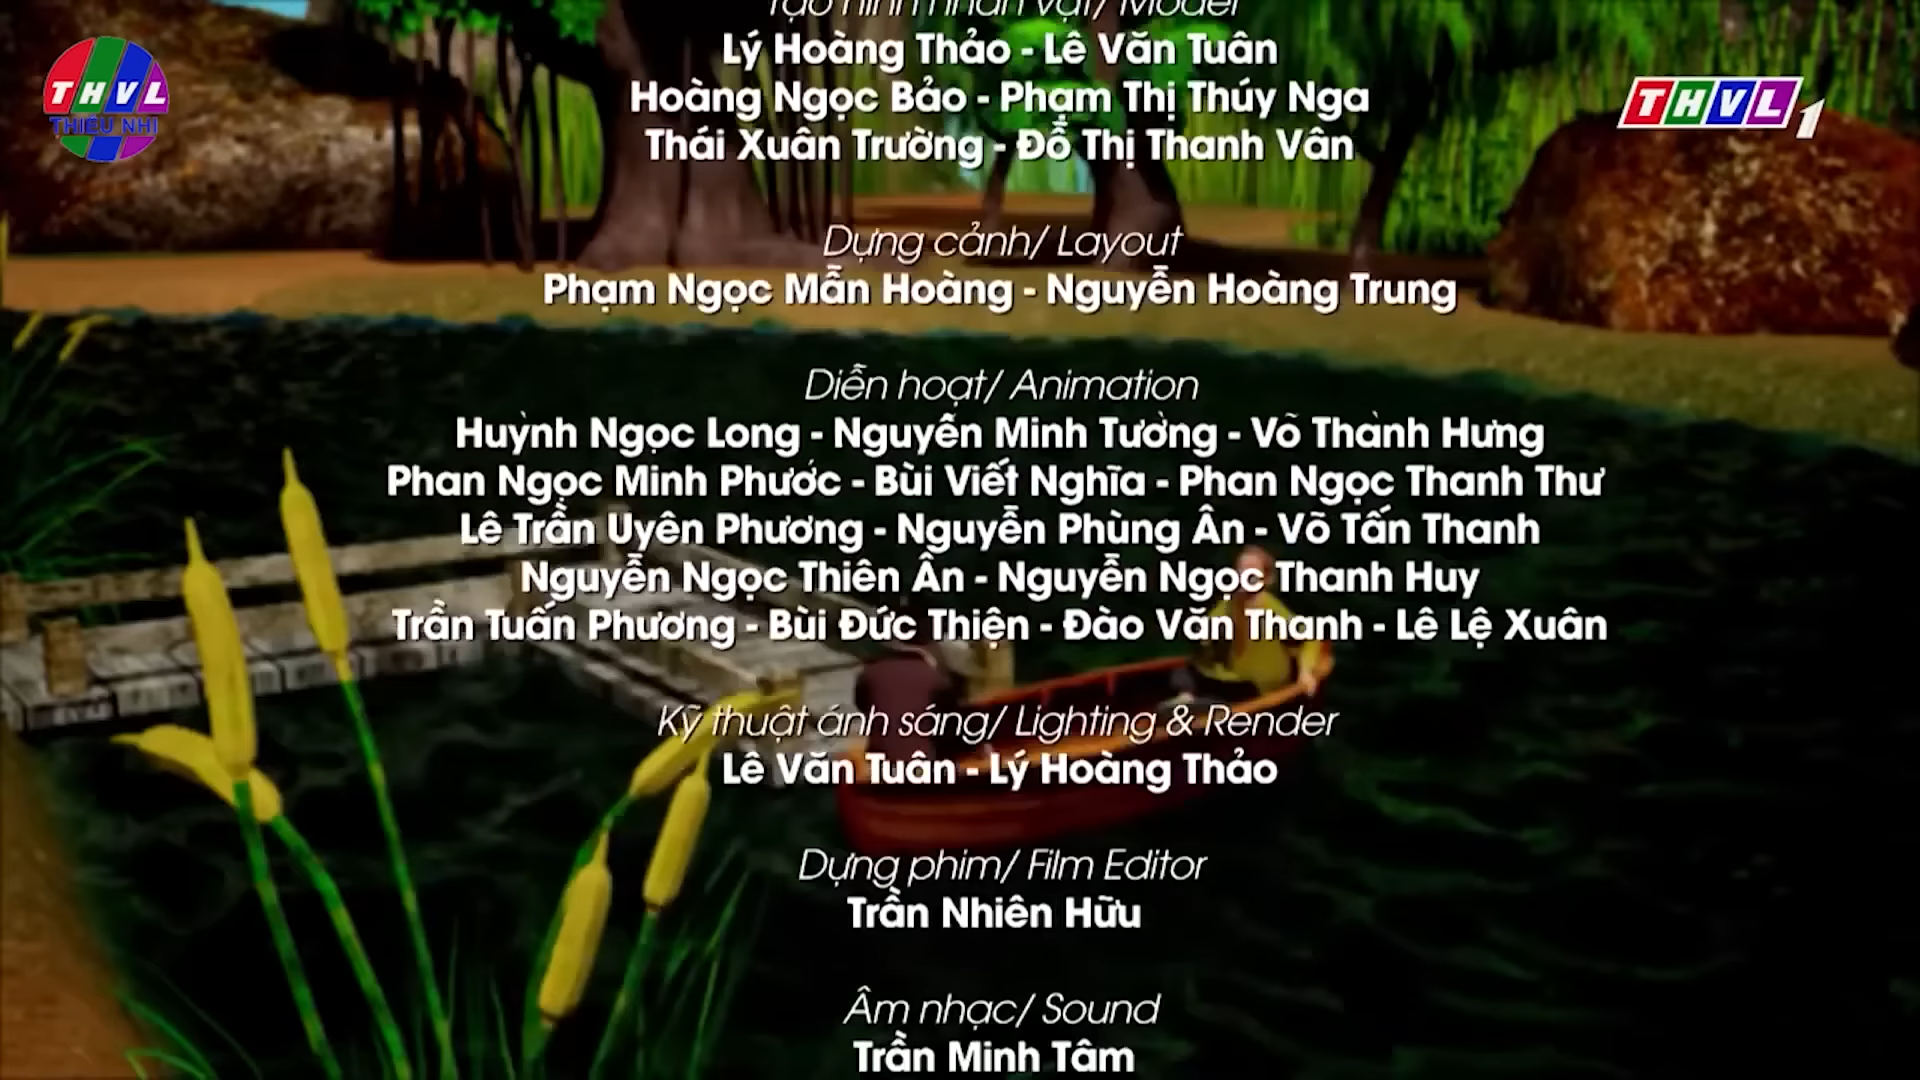 Tạo hình nhân vật/ Model
Lý Hoàng Thảo - Lê Văn Tuân
Hoàng Ngọc Bảo - Phạm Thị Thúy Nga
Thái Xuân Trường - Đỗ Thị Thanh Vân
THVL
THIẾU NHI
THVL1
Dựng cảnh/ Layout
Phạm Ngọc Mẫn Hoàng - Nguyễn Hoàng Trung
Diễn hoạt/ Animation
Huỳnh Ngọc Long - Nguyễn Minh Tường - Võ Thành Hưng
Phan Ngọc Minh Phước - Bùi Viết Nghĩa - Phan Ngọc Thanh Thư
Lê Trần Uyên Phương - Nguyễn Phùng Ân - Võ Tấn Thanh
Nguyễn Ngọc Thiên Ân - Nguyễn Ngọc Thanh Huy
Trần Tuấn Phương - Bùi Đức Thiện - Đào Văn Thanh - Lê Lệ Xuân
Kỹ thuật ánh sáng/ Lighting & Render
Lê Văn Tuân - Lý Hoàng Thảo
Dựng phim/ Film Editor
Trần Nhiên Hữu
Âm nhạc/ Sound
Trần Minh Tâm